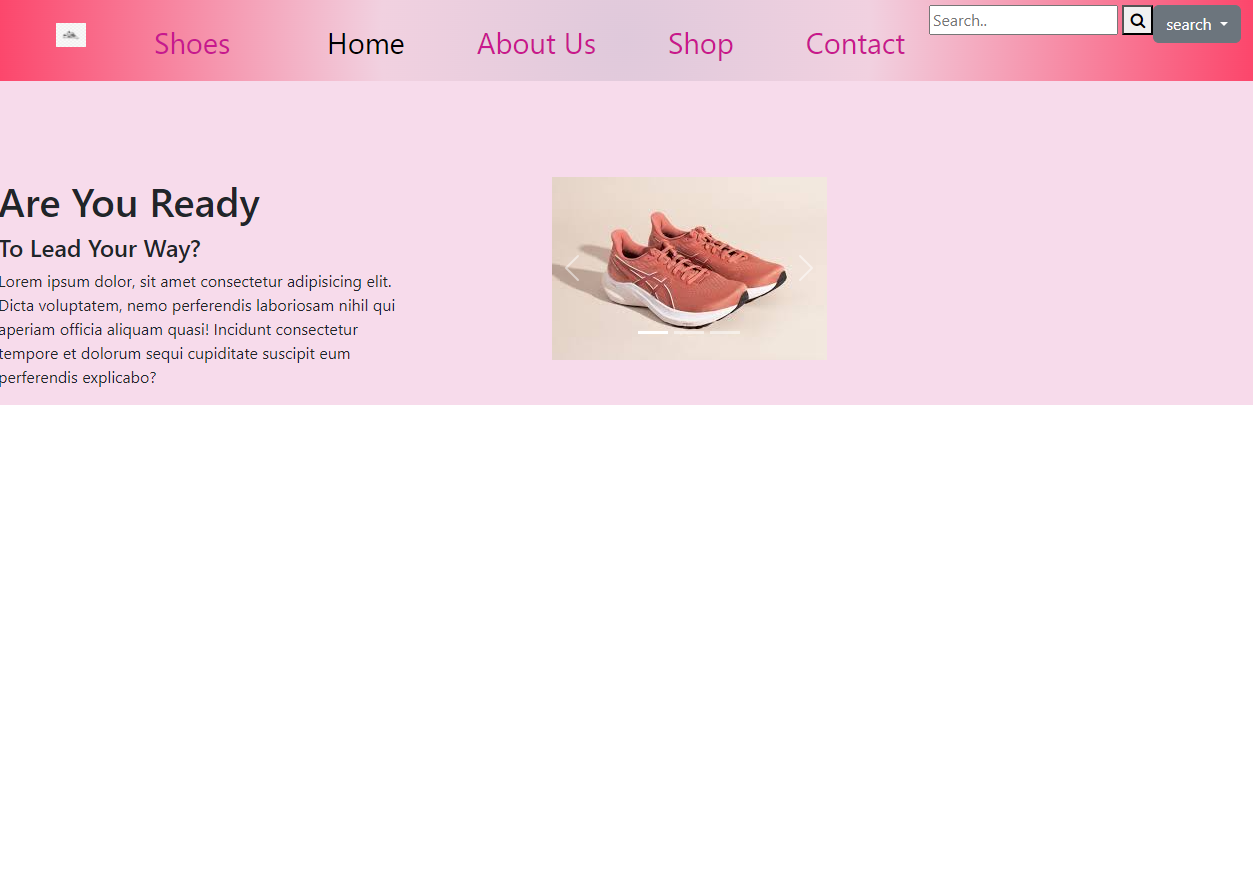 Shoes
Home
About Us
Shop
Contact
Search..
search
Are You Ready
To Lead Your Way?
Lorem ipsum dolor, sit amet consectetur adipisicing elit.
Dicta voluptatem, nemo perferendis laboriosam nihil qui
aperiam officia aliquam quasi! Incidunt consectetur
tempore et dolorum sequi cupiditate suscipit eum
perferendis explicabo?